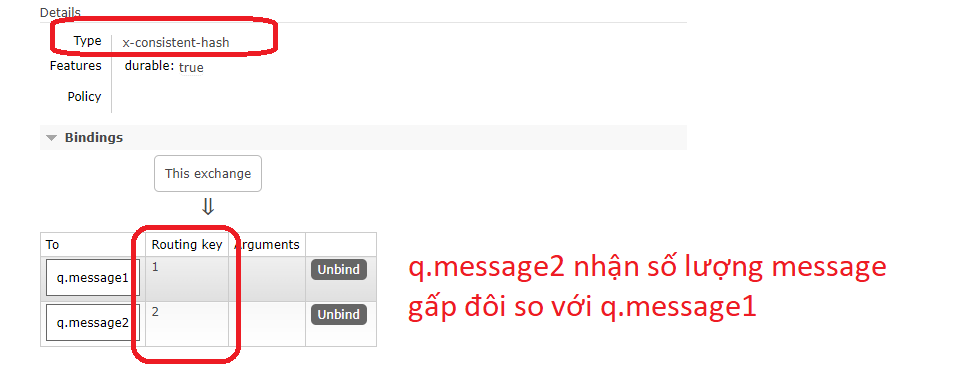 Details
Type x-consistent-hash
Features durable: true
Policy
Bindings
This exchange
⇓
To Routing key Arguments
q.message1 1 Unbind
q.message2 2 Unbind
q.message2 nhận số lượng message
gấp đôi so với q.message1